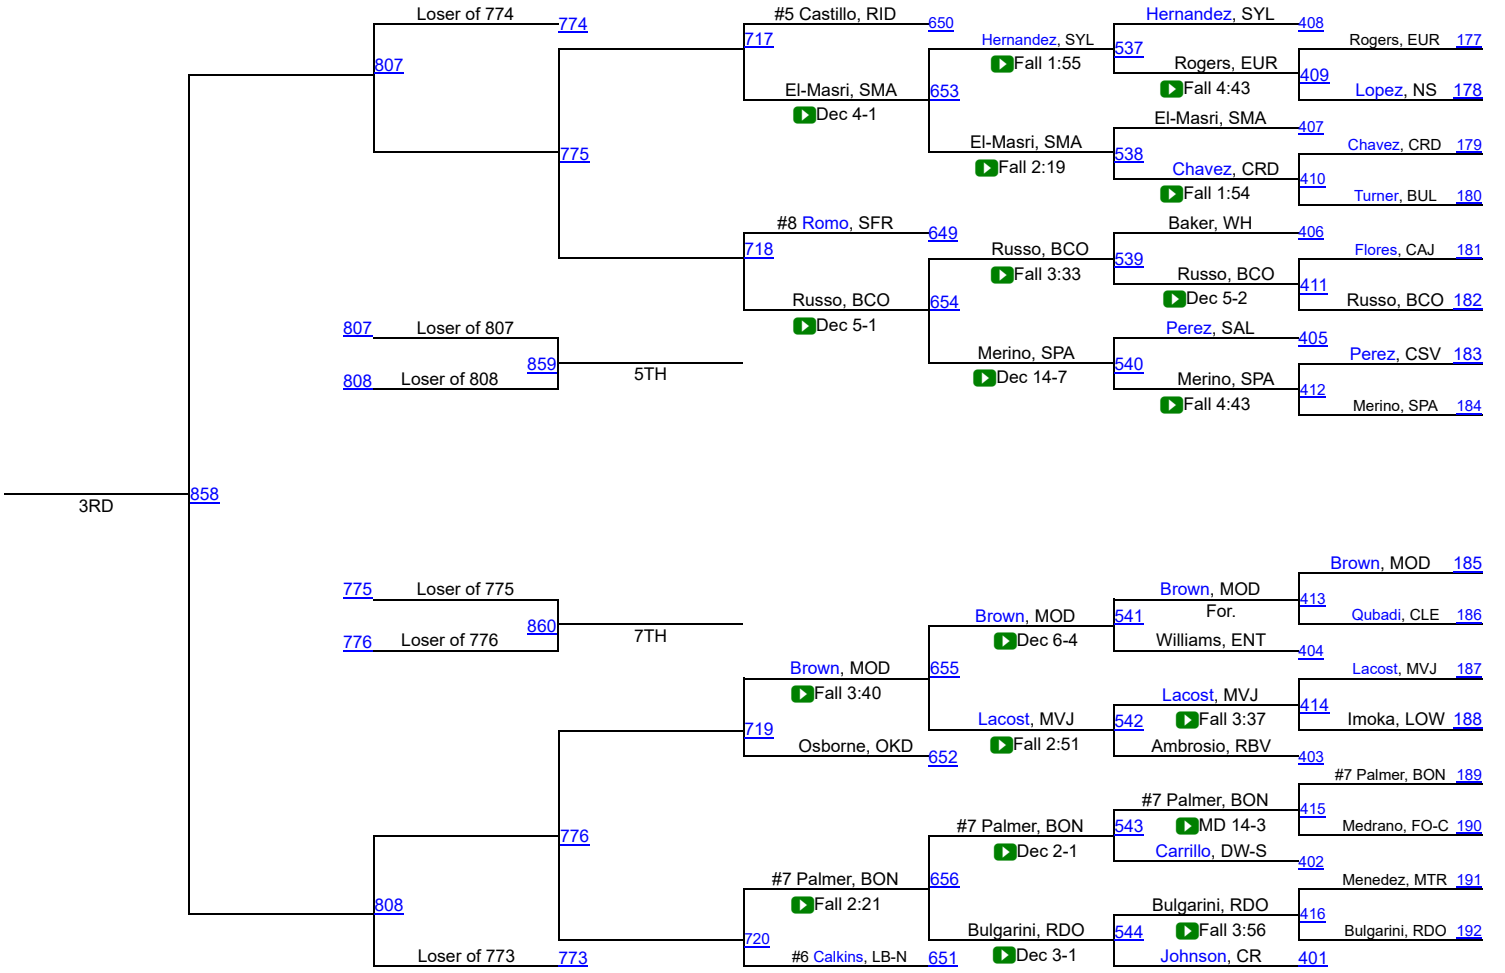 Loser of 774
774
#5 Castillo, RID
650
Hernandez, SYL
408
717
Hernandez, SYL
Rogers, EUR
177
537
Fall 1:55
Rogers, EUR
807
409
El-Masri, SMA
653
Fall 4:43
Lopez, NS
178
Dec 4-1
El-Masri, SMA
407
El-Masri, SMA
Chavez, CRD
179
775
538
Fall 2:19
Chavez, CRD
410
Fall 1:54
Turner, BUL
180
#8 Romo, SFR
649
Baker, WH
406
718
Russo, BCO
Flores, CAJ
181
539
Fall 3:33
Russo, BCO
411
Russo, BCO
654
Dec 5-2
Russo, BCO
182
807
Loser of 807
Dec 5-1
Perez, SAL
405
Merino, SPA
Perez, CSV
183
859
5TH
540
808
Loser of 808
Dec 14-7
Merino, SPA
412
Fall 4:43
Merino, SPA
184
858
3RD
Brown, MOD
185
775
Loser of 775
Brown, MOD
413
For.
Brown, MOD
541
Qubadi, CLE
186
860
7TH
776
Loser of 776
Dec 6-4
Williams, ENT
404
Brown, MOD
655
Lacost, MVJ
187
Fall 3:40
Lacost, MVJ
414
Lacost, MVJ
542
Fall 3:37
Imoka, LOW
188
719
Osborne, OKD
652
Fall 2:51
Ambrosio, RBV
403
#7 Palmer, BON
189
#7 Palmer, BON
415
776
#7 Palmer, BON
543
MD 14-3
Medrano, FO-C
190
Dec 2-1
Carrillo, DW-S
402
#7 Palmer, BON
656
Menedez, MTR
191
808
Fall 2:21
Bulgarini, RDO
416
720
Bulgarini, RDO
544
Fall 3:56
Bulgarini, RDO
192
Loser of 773
773
#6 Calkins, LB-N
651
Dec 3-1
Johnson, CR
401